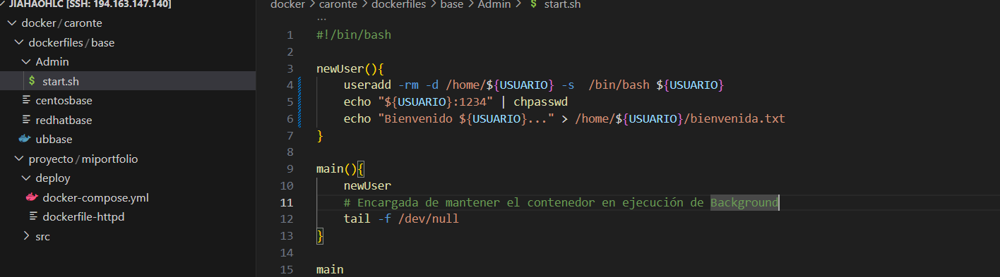 JIAHAOHLC [SSH: 194.163.147.140]
docker / caronte
dockerfiles / base
Admin
$ start.sh
centosbase
redhatbase
ubbase
proyecto / miportfolio
deploy
docker-compose.yml
dockerfile-httpd
src
docker > caronte > dockerfiles > base > Admin > $ start.sh
...
1 #!/bin/bash
2
3 newUser(){
4 useradd -rm -d /home/${USUARIO} -s  /bin/bash ${USUARIO}
5 echo "${USUARIO}:1234" | chpasswd
6 echo "Bienvenido ${USUARIO}..." > /home/${USUARIO}/bienvenida.txt
7 }
8
9 main(){
10 newUser
11 # Encargada de mantener el contenedor en ejecución de Background
12 tail -f /dev/null
13 }
14
15 main